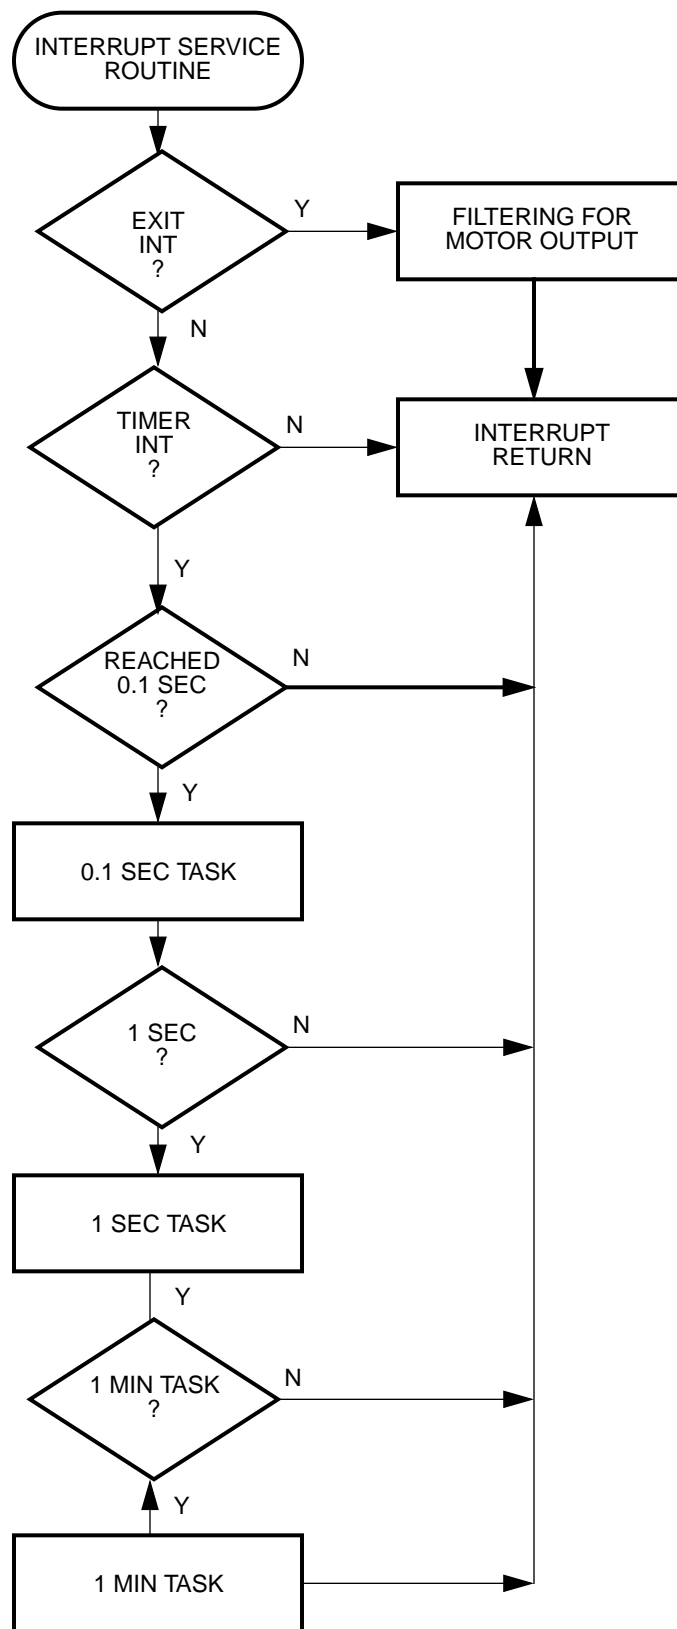 INTERRUPT SERVICE
ROUTINE
EXIT
INT
?
Y
FILTERING FOR
MOTOR OUTPUT
N
TIMER
INT
?
N
INTERRUPT
RETURN
Y
REACHED
0.1 SEC
?
N
Y
0.1 SEC TASK
1 SEC
?
N
Y
1 SEC TASK
Y
1 MIN TASK
?
N
Y
1 MIN TASK